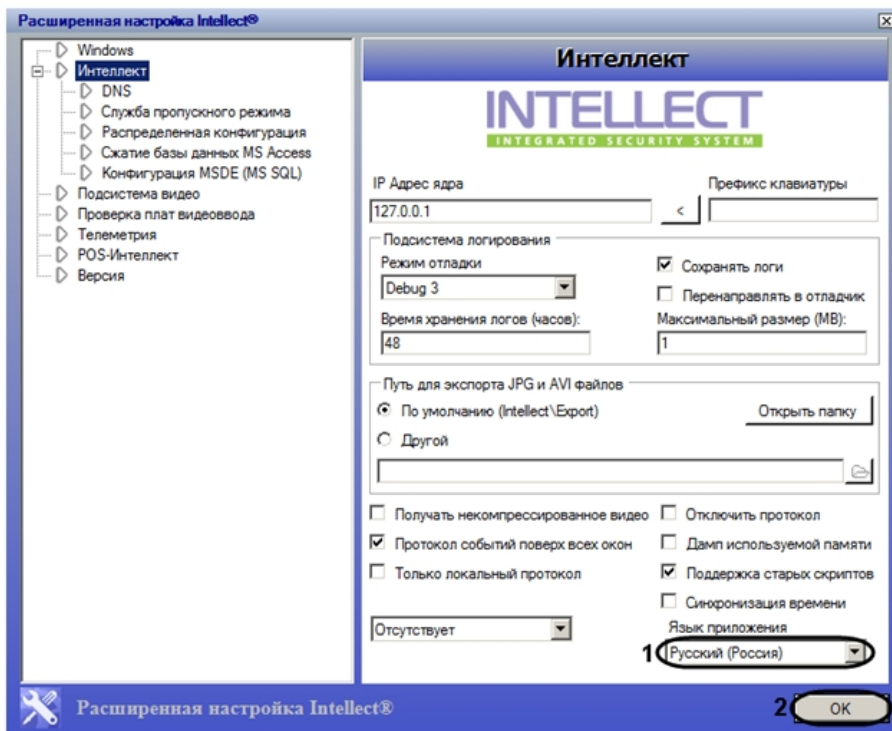 Расширенная настройка Intellect®
Windows
Интеллект
DNS
Служба пропускного режима
Распределенная конфигурация
Сжатие базы данных MS Access
Конфигурация MSDE (MS SQL)
Подсистема видео
Проверка плат видеоввода
Телеметрия
POS-Интеллект
Версия
Интеллект
INTELLECT
INTEGRATED SECURITY SYSTEM
IP Адрес ядра
Префикс клавиатуры
127.0.0.1
<
Подсистема логирования
Режим отладки
Сохранять логи
Debug 3
Перенаправлять в отладчик
Время хранения логов (часов):
Максимальный размер (MB):
48
1
Путь для экспорта JPG и AVI файлов
По умолчанию (Intellect\Export)
Открыть папку
Другой
Получать некомпрессированное видео
Отключить протокол
Протокол событий поверх всех окон
Дамп используемой памяти
Только локальный протокол
Поддержка старых скриптов
Синхронизация времени
Отсутствует
Язык приложения
1
Русский (Россия)
Расширенная настройка Intellect®
2
OK